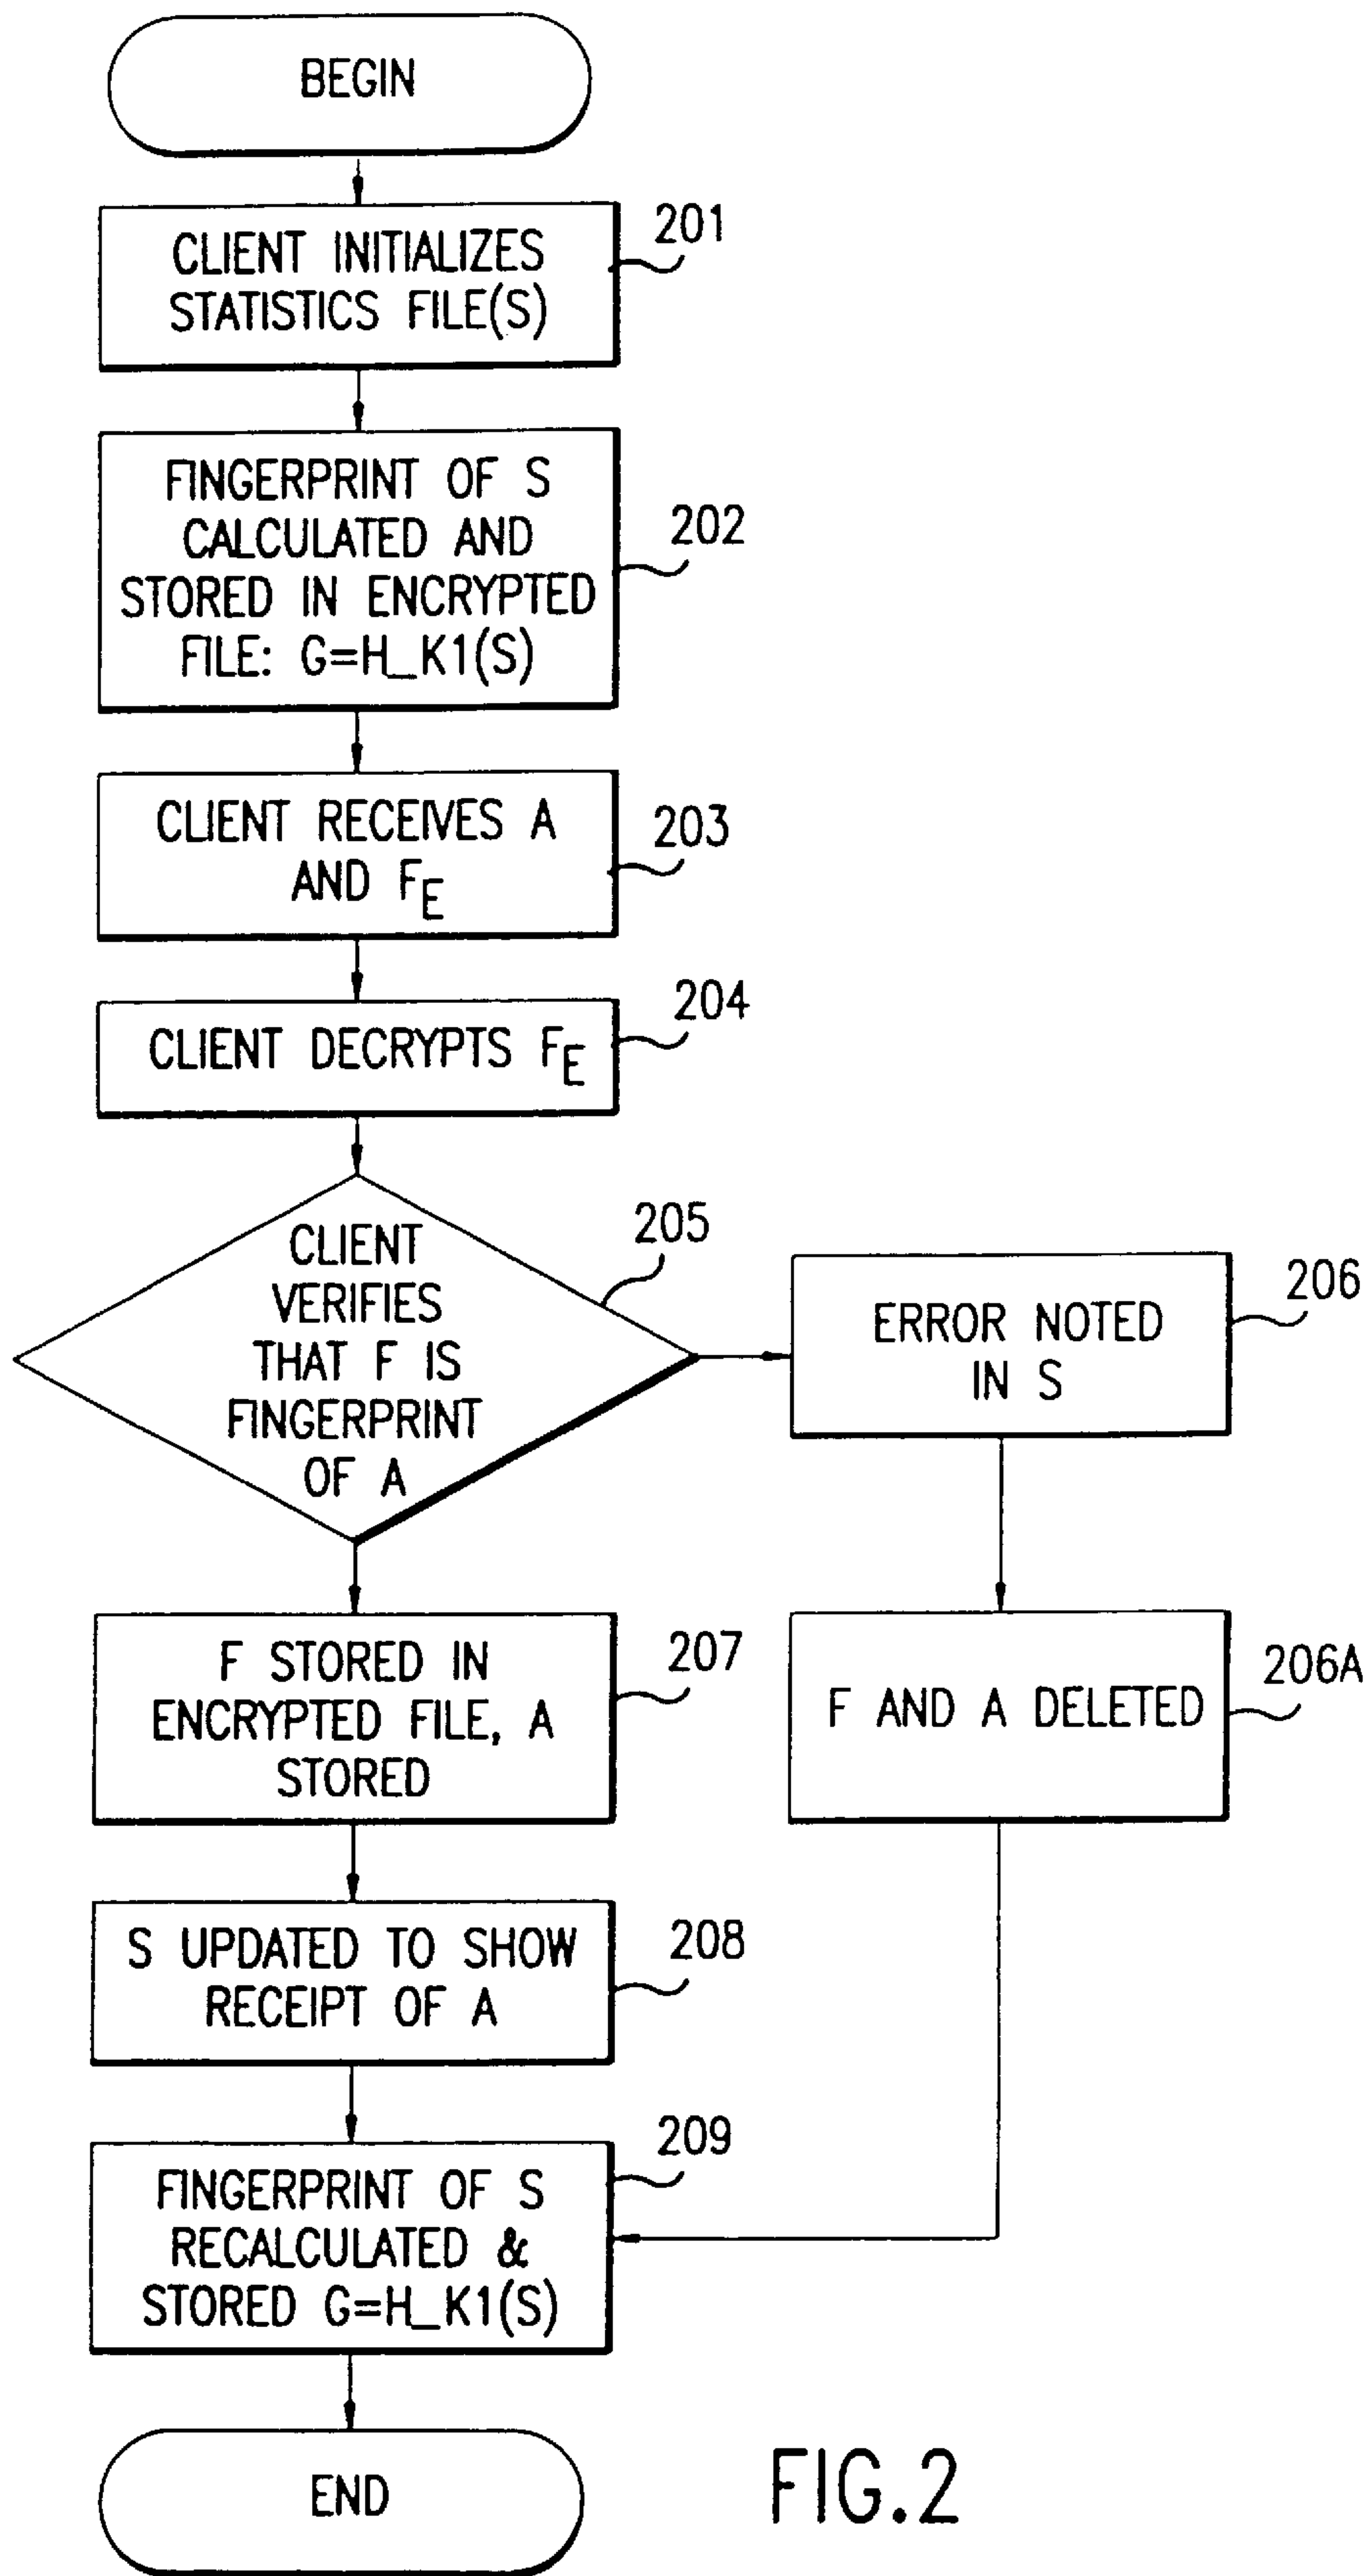 BEGIN
CLIENT INITIALIZES
STATISTICS FILE(S)
201
FINGERPRINT OF S
CALCULATED AND
STORED IN ENCRYPTED
FILE: G=H_K1(S)
202
CLIENT RECEIVES A
AND FE
203
CLIENT DECRYPTS FE
204
CLIENT
VERIFIES
THAT F IS
FINGERPRINT
OF A
205
ERROR NOTED
IN S
206
F STORED IN
ENCRYPTED FILE, A
STORED
207
F AND A DELETED
206A
S UPDATED TO SHOW
RECEIPT OF A
208
FINGERPRINT OF S
RECALCULATED &
STORED G=H_K1(S)
209
END
FIG.2